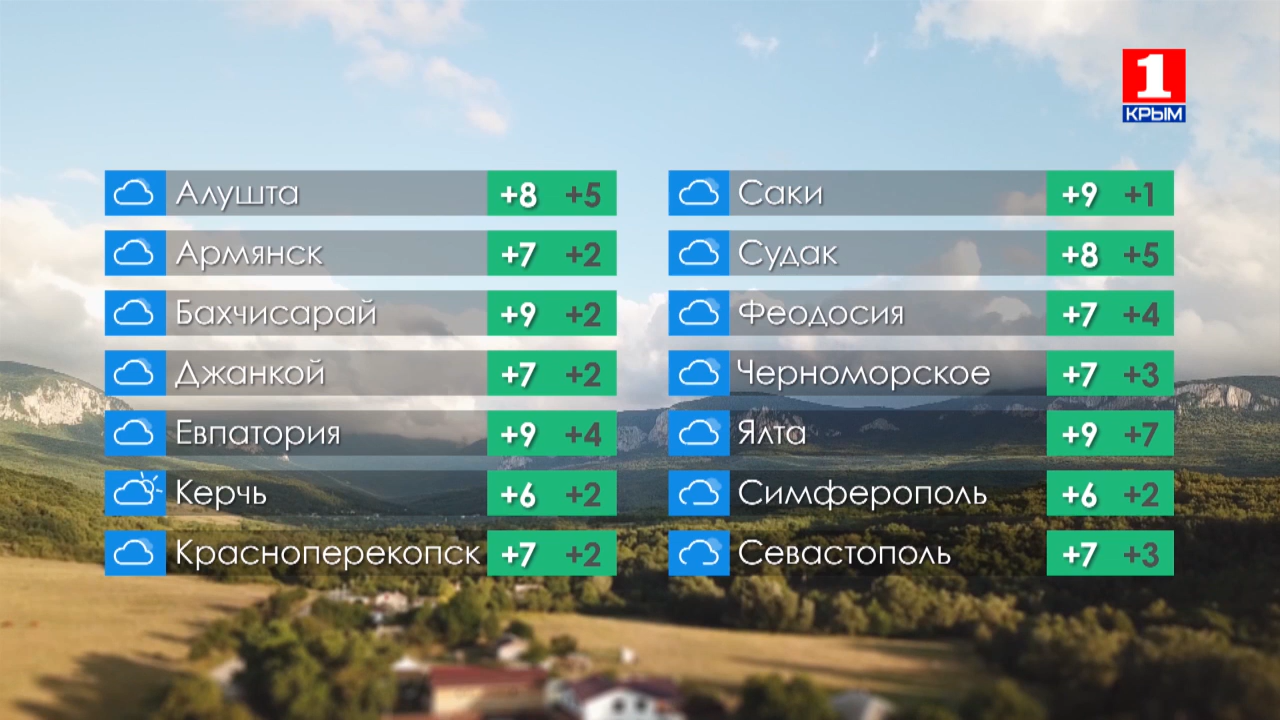 1
КРЫМ
Алушта +8 +5
Армянск +7 +2
Бахчисарай +9 +2
Джанкой +7 +2
Евпатория +9 +4
Керчь +6 +2
Красноперекопск +7 +2
Саки +9 +1
Судак +8 +5
Феодосия +7 +4
Черноморское +7 +3
Ялта +9 +7
Симферополь +6 +2
Севастополь +7 +3